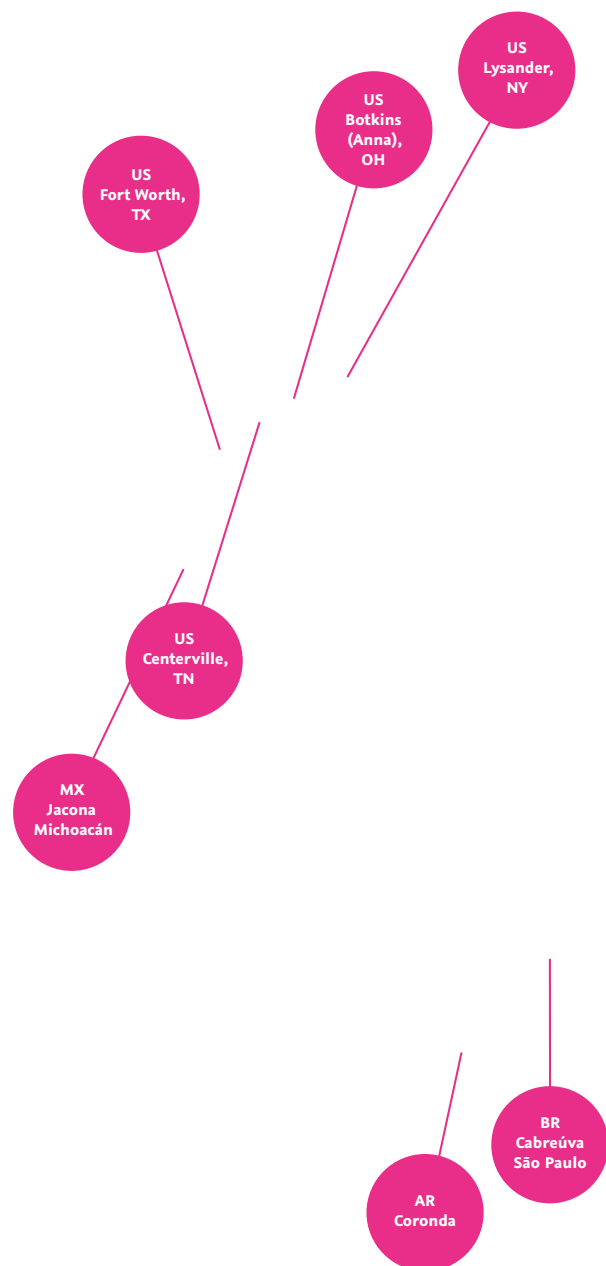 US
Lysander,
NY
US
Botkins
(Anna),
OH
US
Fort Worth,
TX
US
Centerville,
TN
MX
Jacona
Michoacán
BR
Cabreúva
São Paulo
AR
Coronda